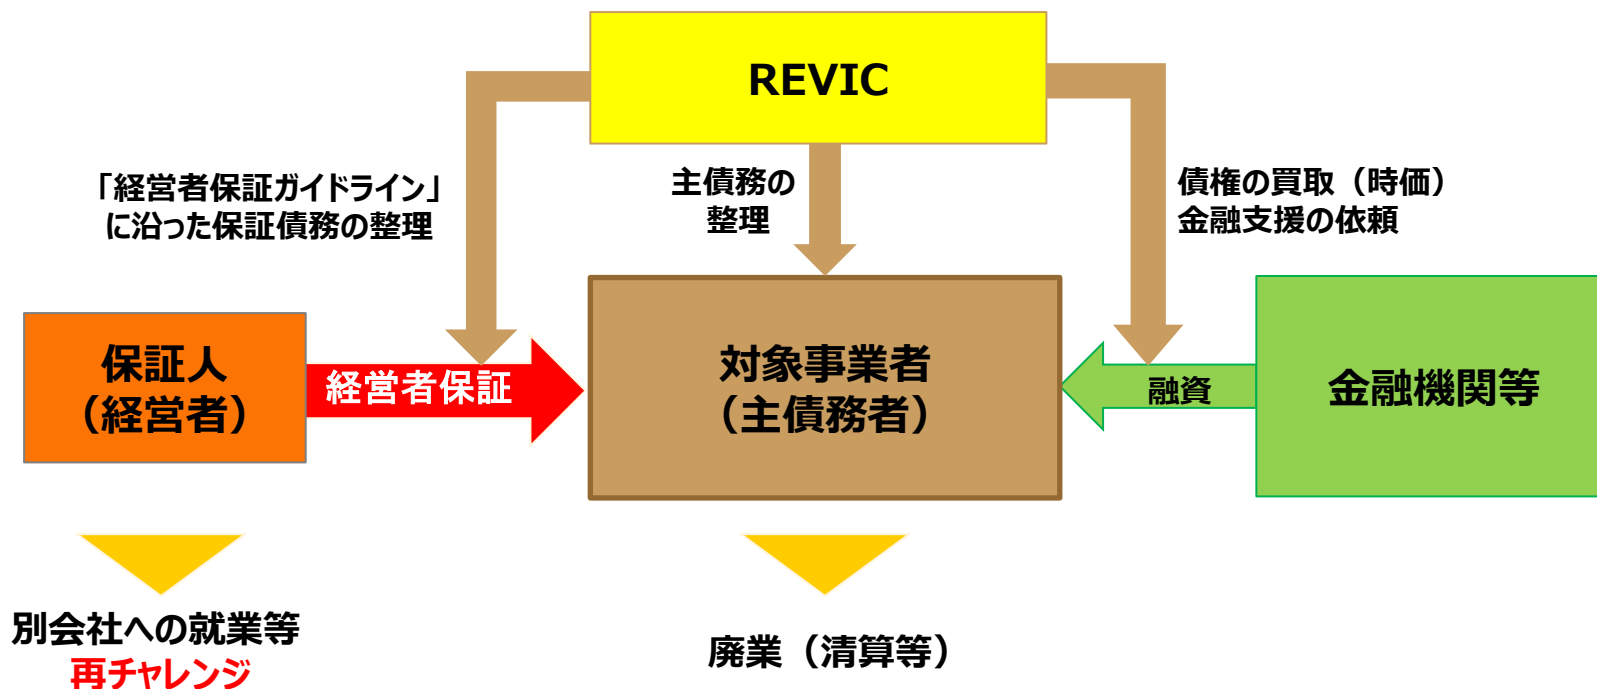 REVIC
「経営者保証ガイドライン」
に沿った保証債務の整理
主債務の
整理
債権の買取（時価）
金融支援の依頼
保証人
（経営者）
経営者保証
対象事業者
（主債務者）
融資
金融機関等
別会社への就業等
再チャレンジ
廃業（清算等）